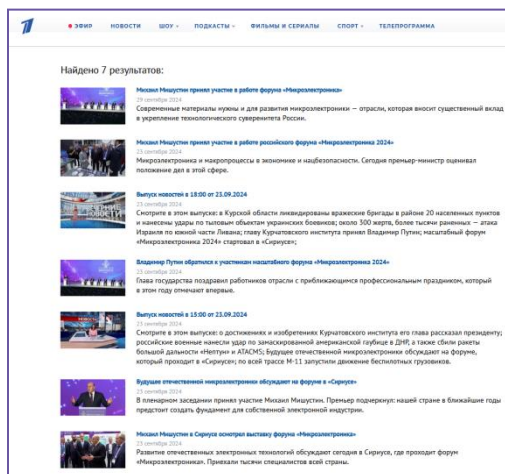 ЭФИР НОВОСТИ ШОУ ПОДКАСТЫ ФИЛЬМЫ И СЕРИАЛЫ СПОРТ ТЕЛЕПРОГРАММА
Найдено 7 результатов:
Михаил Мишустин принял участие в работе форума «Микроэлектроника»
23 сентября 2024
Современные материалы нужны и для развития микроэлектроники — отрасли, которая вносит существенный вклад
в укрепление технологического суверенитета России.
Михаил Мишустин принял участие в работе российского форума «Микроэлектроника 2024»
23 сентября 2024
Микроэлектроника и макропроцессы в экономике и нацбезопасности. Сегодня премьер-министр оценивал
положение дел в этой сфере.
Выпуск новостей в 18:00 от 23.09.2024
23 сентября 2024
Смотрите в этом выпуске: в Курской области ликвидированы вражеские бригады в районе 20 населенных пунктов
и нанесены удары по тыловым объектам украинских боевиков; около 300 жертв, более тысячи раненных — атака
Израиля по южной части Ливана; главу Курчатовского института принял Владимир Путин; масштабный форум
«Микроэлектроника 2024» стартовал в «Сириусе»;
Владимир Путин обратился к участникам масштабного форума «Микроэлектроника 2024»
23 сентября 2024
Глава государства поздравил работников отрасли с приближающимся профессиональным праздником, который
в этом году отмечают впервые.
Выпуск новостей в 15:00 от 23.09.2024
23 сентября 2024
Смотрите в этом выпуске: о достижениях и изобретениях Курчатовского института его глава рассказал президенту;
российские военные нанесли удар по замаскированной американской гаубице в ДНР, а также сбили ракеты
большой дальности «Нептун» и ATACMS; Будущее отечественной микроэлектроники обсуждают на форуме,
который проходит в «Сириусе»; по всей трассе М-11 запустили движение беспилотных грузовиков.
Будущее отечественной микроэлектроники обсуждают на форуме в «Сириусе»
23 сентября 2024
В пленарном заседании принял участие Михаил Мишустин. Премьер подчеркнул: нашей стране в ближайшие годы
предстоит создать фундамент для собственной электронной индустрии.
Михаил Мишустин в Сириусе осмотрел выставку форума «Микроэлектроника»
23 сентября 2024
Развитие отечественных электронных технологий обсуждают сегодня в Сириусе, где проходит форум
«Микроэлектроника». Приехали тысячи специалистов всей страны.